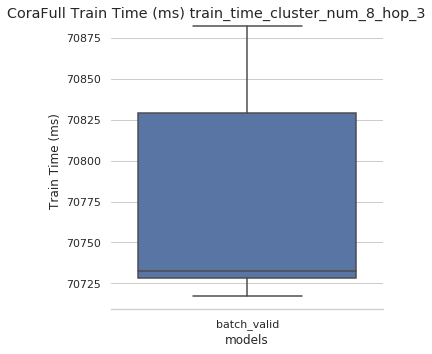 CoraFull Train Time (ms) train_time_cluster_num_8_hop_3
70875
70850
70825
70800
70775
70750
70725
Train Time (ms)
batch_valid
models